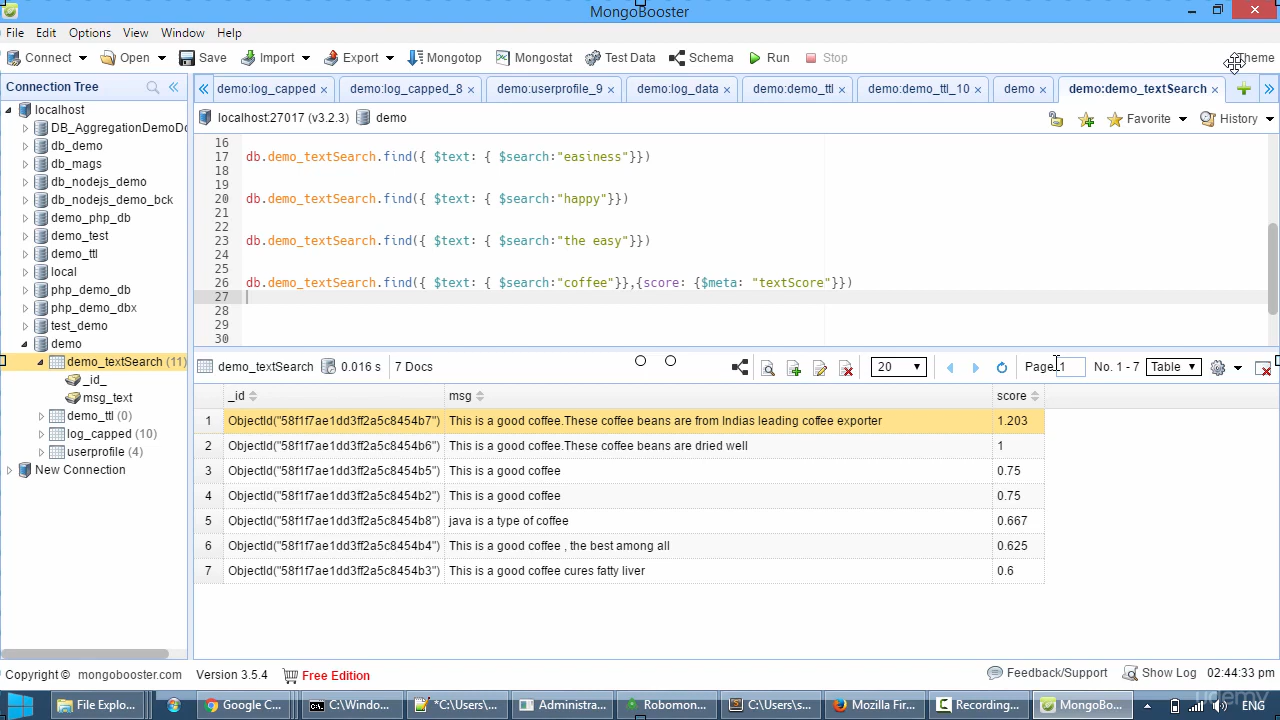 MongoBooster
File Edit Options View Window Help
Connect Open Save Import Export Mongotop Mongostat Test Data Schema Run Stop Theme
Connection Tree
demo:log_capped demo:log_capped_8 demo:userprofile_9 demo:log_data demo:demo_ttl demo:demo_ttl_10 demo demo:demo_textSearch
localhost:27017 (v3.2.3) demo Favorite History
localhost
DB_AggregationDemoDo
db_demo
db_mags
db_nodejs_demo
db_nodejs_demo_bck
demo_php_db
demo_test
demo_ttl
local
php_demo_db
php_demo_dbx
test_demo
demo
demo_textSearch (11)
_id_
msg_text
demo_ttl (0)
log_capped (10)
userprofile (4)
New Connection
16
17 db.demo_textSearch.find({ $text: { $search:"easiness"}})
18
19
20 db.demo_textSearch.find({ $text: { $search:"happy"}})
21
22
23 db.demo_textSearch.find({ $text: { $search:"the easy"}})
24
25
26 db.demo_textSearch.find({ $text: { $search:"coffee"}},{score: {$meta: "textScore"}})
27
28
29
30
demo_textSearch 0.016 s 7 Docs 20 Page 1 No. 1 - 7 Table
_id msg score
1 ObjectId("58f1f7ae1dd3ff2a5c8454b7") This is a good coffee.These coffee beans are from Indias leading coffee exporter 1.203
2 ObjectId("58f1f7ae1dd3ff2a5c8454b6") This is a good coffee.These coffee beans are dried well 1
3 ObjectId("58f1f7ae1dd3ff2a5c8454b5") This is a good coffee 0.75
4 ObjectId("58f1f7ae1dd3ff2a5c8454b2") This is a good coffee 0.75
5 ObjectId("58f1f7ae1dd3ff2a5c8454b8") java is a type of coffee 0.667
6 ObjectId("58f1f7ae1dd3ff2a5c8454b4") This is a good coffee , the best among all 0.625
7 ObjectId("58f1f7ae1dd3ff2a5c8454b3") This is a good coffee cures fatty liver 0.6
Copyright © mongobooster.com Version 3.5.4 Free Edition Feedback/Support Show Log 02:44:33 pm
udemy
File Explo... Google C... C:\Windo... *C:\Users\... Administra... Robomon... C:\Users\s... Mozilla Fir... Recording... MongoBo... ENG